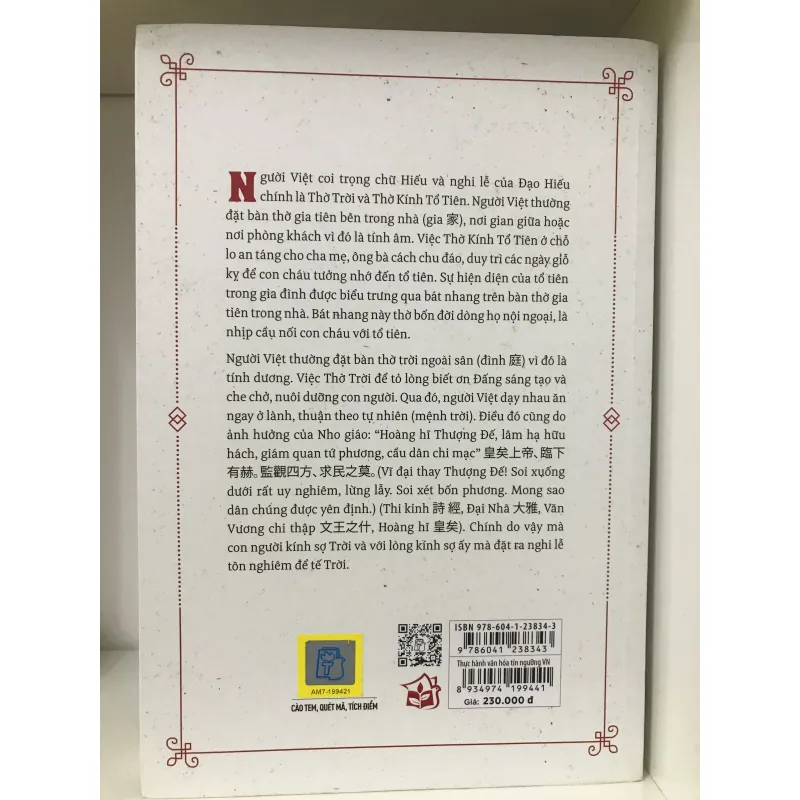 Người Việt coi trọng chữ Hiếu và nghi lễ của Đạo Hiếu
chính là Thờ Trời và Thờ Kính Tổ Tiên. Người Việt thường
đặt bàn thờ gia tiên bên trong nhà (gia 家), nơi gian giữa hoặc
nơi phòng khách vì đó là tính âm. Việc Thờ Kính Tổ Tiên ở chỗ
lo an táng cho cha mẹ, ông bà cách chu đáo, duy trì các ngày giỗ
kỵ để con cháu tưởng nhớ đến tổ tiên. Sự hiện diện của tổ tiên
trong gia đình được biểu trưng qua bát nhang trên bàn thờ gia
tiên trong nhà. Bát nhang này thờ bốn đời dòng họ nội ngoại, là
nhịp cầu nối con cháu với tổ tiên.
Người Việt thường đặt bàn thờ trời ngoài sân (đình 庭) vì đó là
tính dương. Việc Thờ Trời để tỏ lòng biết ơn Đấng sáng tạo và
che chở, nuôi dưỡng con người. Qua đó, người Việt dạy nhau ăn
ngay ở lành, thuận theo tự nhiên (mệnh trời). Điều đó cũng do
ảnh hưởng của Nho giáo: “Hoàng hĩ Thượng Đế, lâm hạ hữu
hách, giám quan tứ phương, cầu dân chi mạc” 皇矣上帝、臨下
有赫。監觀四方、求民之莫。(Vĩ đại thay Thượng Đế! Soi xuống
dưới rất uy nghiêm, lừng lẫy. Soi xét bốn phương. Mong sao
dân chúng được yên định.) (Thi kinh 詩 經, Đại Nhã 大雅, Văn
Vương chi thập 文王之什, Hoàng hĩ 皇矣). Chính do vậy mà
con người kính sợ Trời và với lòng kính sợ ấy mà đặt ra nghi lễ
tôn nghiêm để tế Trời.
ISBN 978-604-1-23834-3
9 786041 238343
Thực hành văn hóa tín ngưỡng VN
8 934974 199441
Giá: 230.000 đ
AM7-199421
CÀO TEM, QUÉT MÃ, TÍCH ĐIỂM